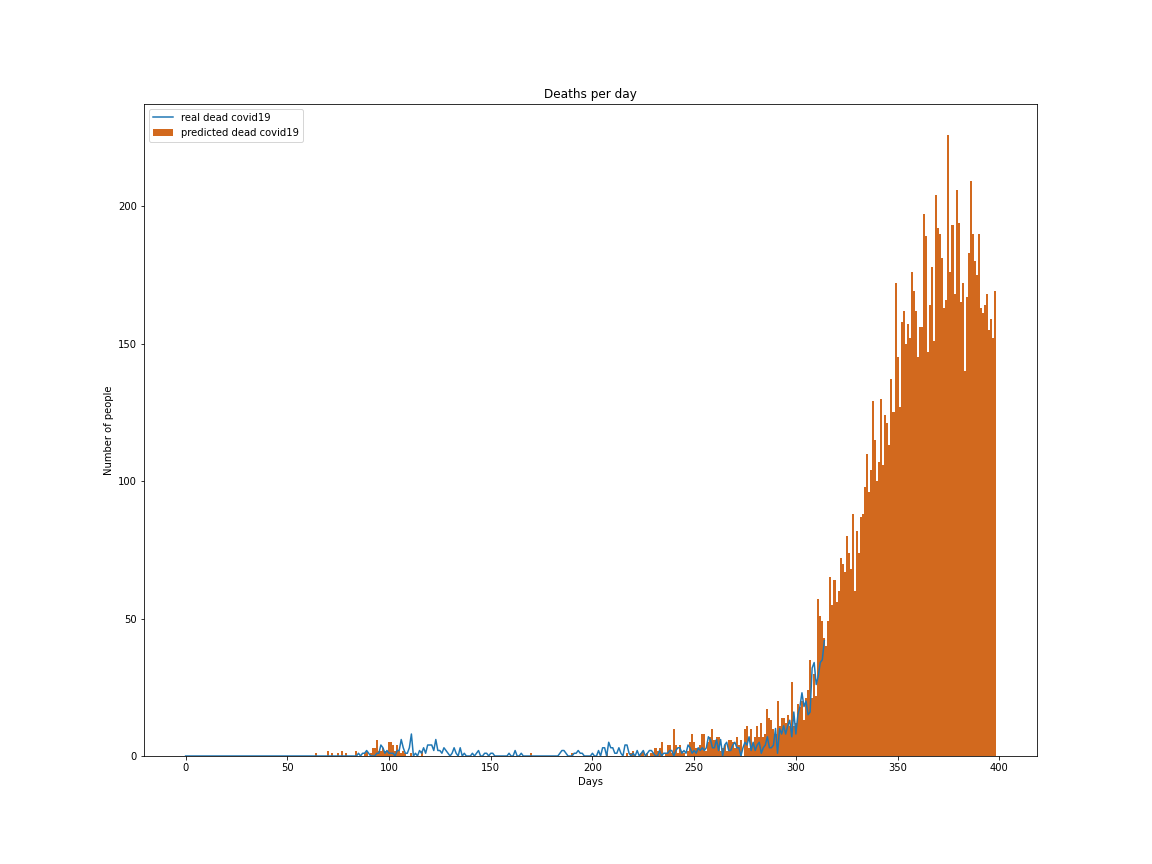 Deaths per day
real dead covid19
predicted dead covid19
Number of people
200
150
100
50
0
0 50 100 150 200 250 300 350 400
Days